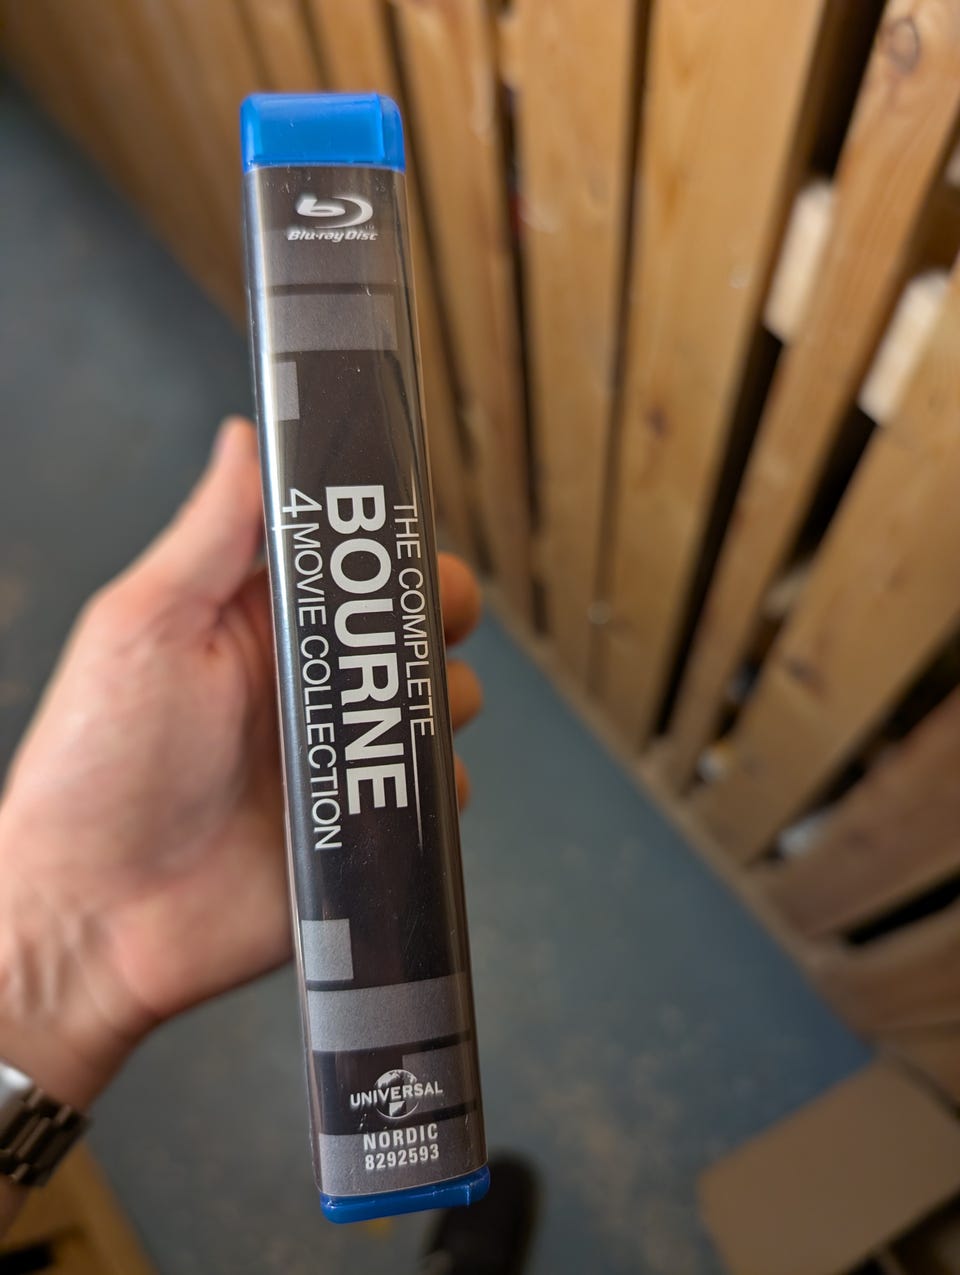 Blu-ray Disc
THE COMPLETE
BOURNE
4 MOVIE COLLECTION
UNIVERSAL
NORDIC
8292593